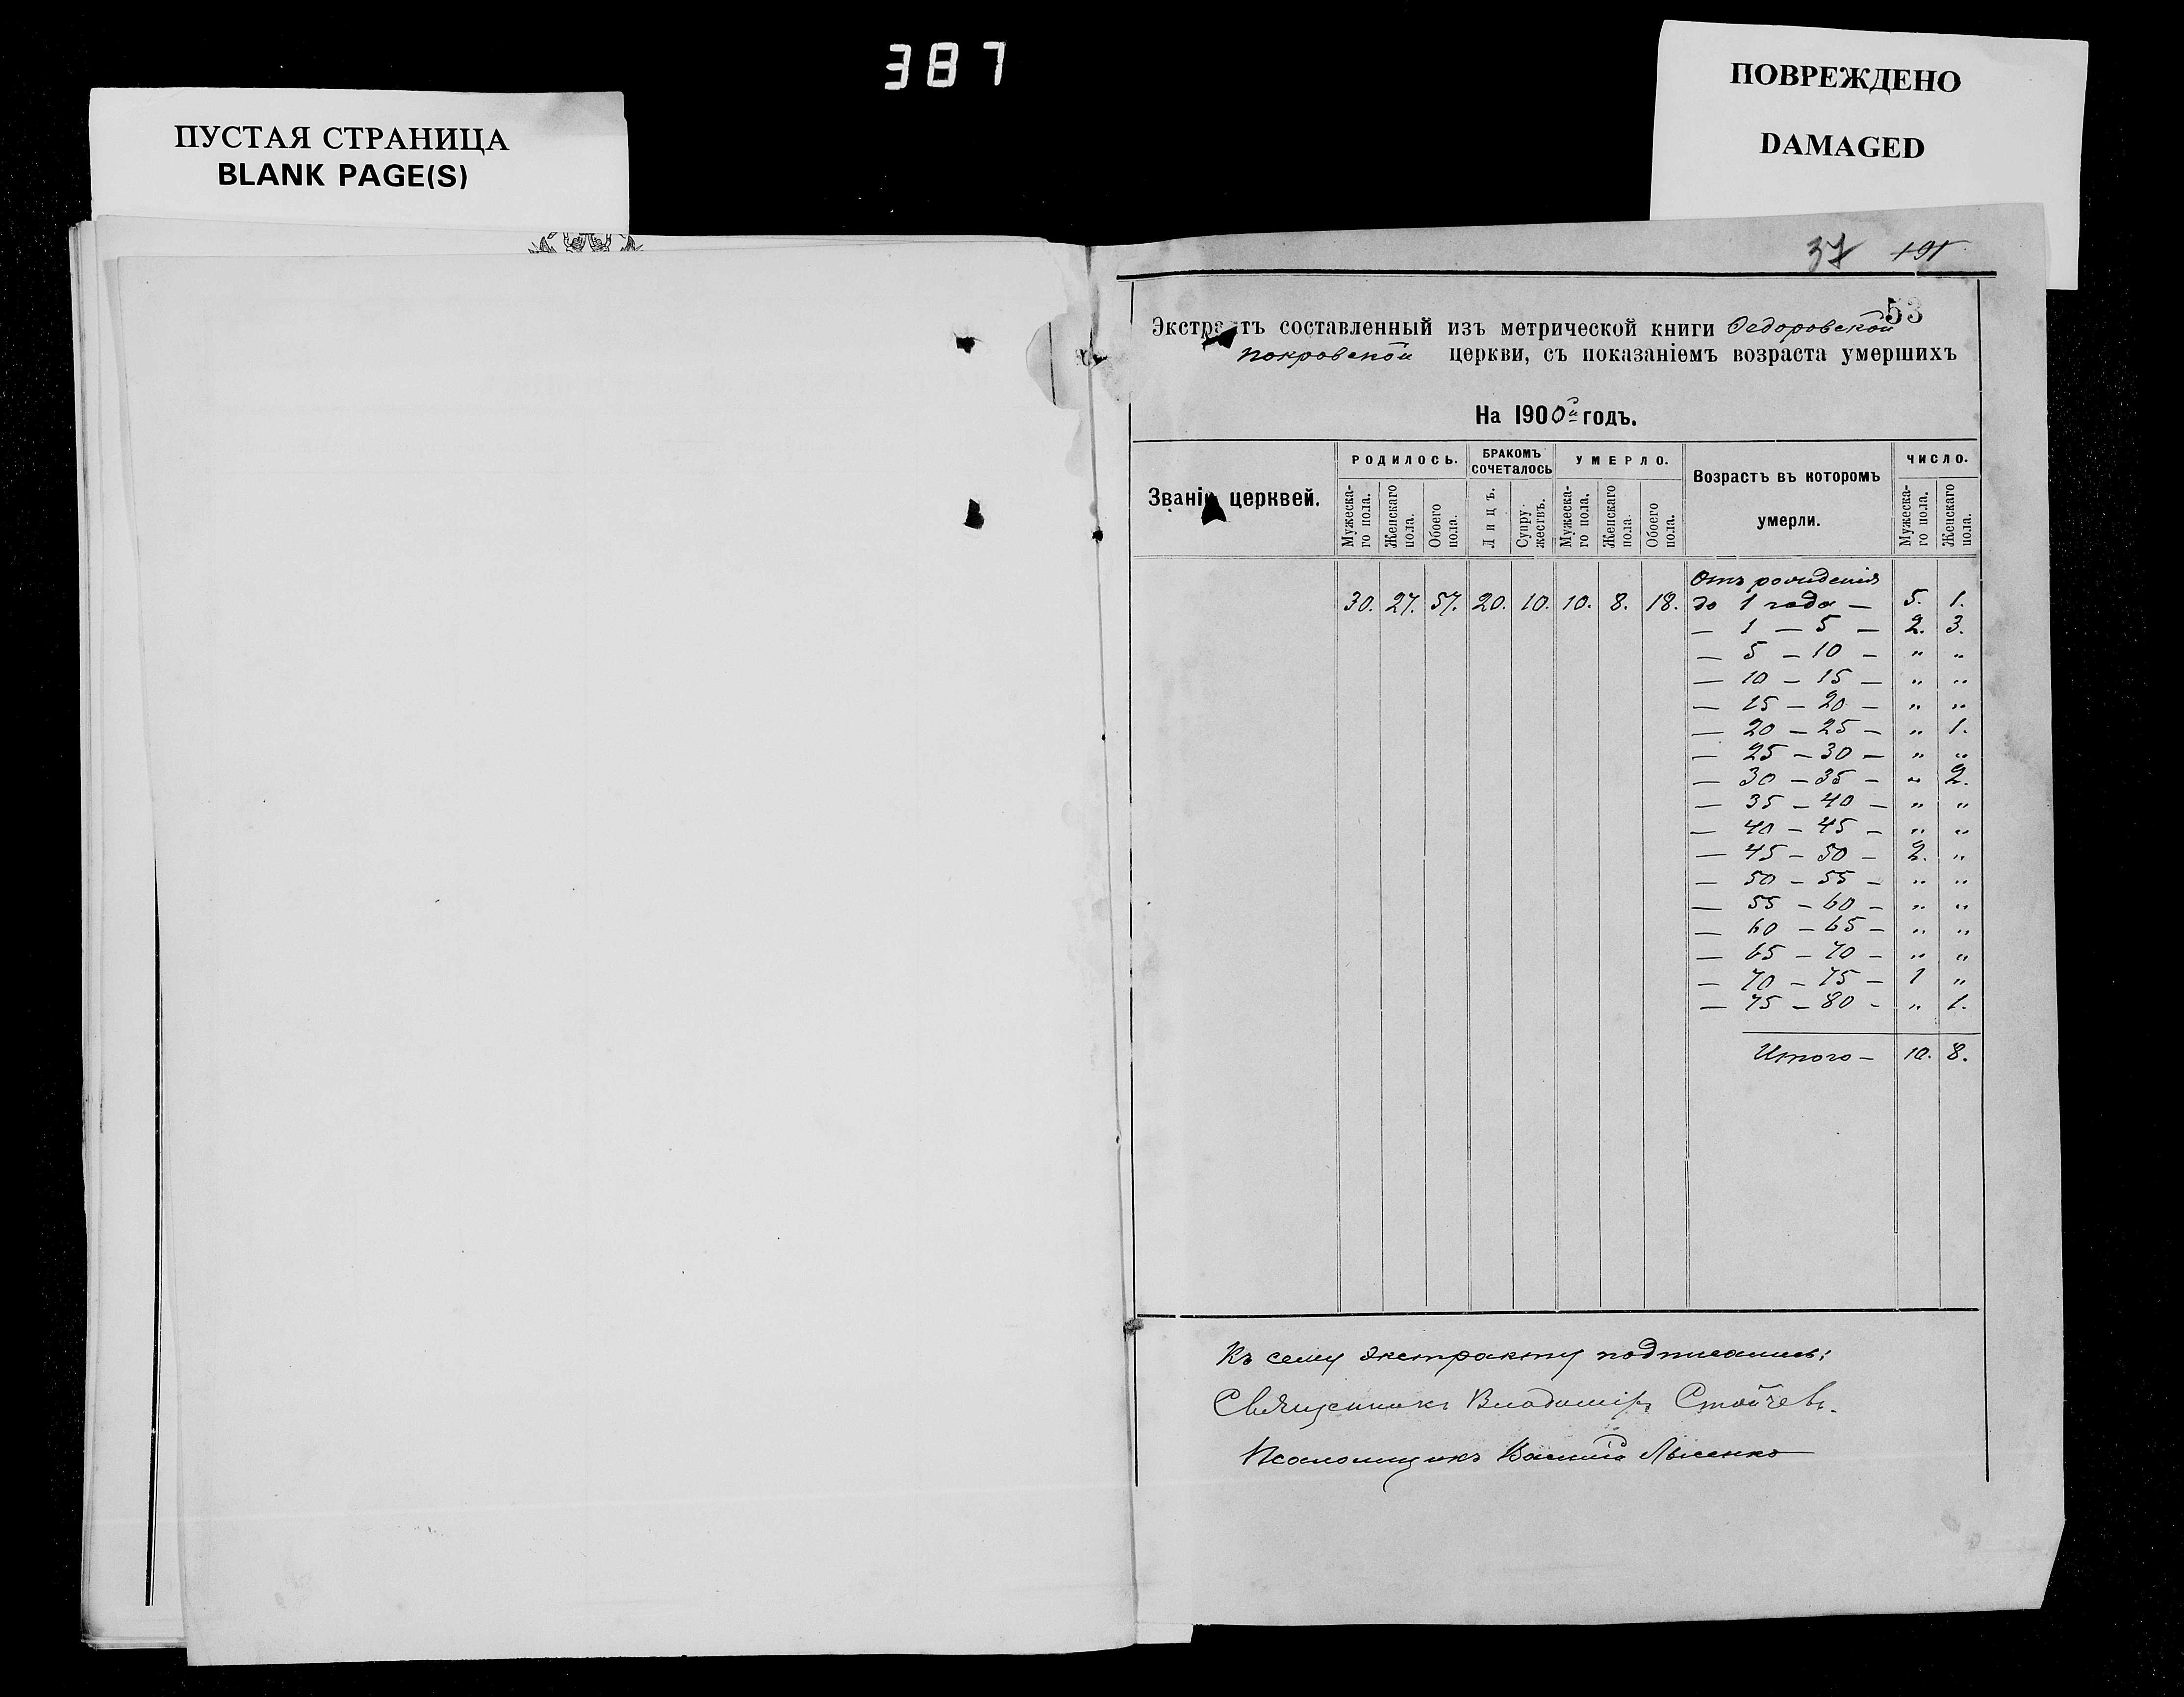 387
ПУСТАЯ СТРАНИЦА
BLANK PAGE(S)
ПОВРЕЖДЕНО
DAMAGED
37 191
53
Экстрактъ составленный изъ метрической книги Ѳедоровской
Покровской церкви, съ показаніемъ возраста умершихъ
На 1900й годъ.
Званіе церквей.
РОДИЛОСЬ.
Мужеска-го пола.
Женскаго пола.
Обоего пола.
БРАКОМЪ СОЧЕТАЛОСЬ
Лицъ.
Супружествъ.
УМЕРЛО.
Мужеска-го пола.
Женскаго пола.
Обоего пола.
Возрастъ въ которомъ умерли.
ЧИСЛО.
Мужеска-го пола.
Женскаго пола.
Отъ рожденія
30. 27. 57. 20. 10. 10. 8. 18. до 1 года — 5. 1.
— 1 — 5 — 2. 3.
— 5 — 10 — " "
— 10 — 15 — " "
— 15 — 20 — " "
— 20 — 25 — " 1.
— 25 — 30 — " "
— 30 — 35 — " 2.
— 35 — 40 — " "
— 40 — 45 — " "
— 45 — 50 — 2. "
— 50 — 55 — " "
— 55 — 60 — " "
— 60 — 65 — " "
— 65 — 70 — " "
— 70 — 75 — 1 "
— 75 — 80 — " 1.
Итого — 10. 8.
Къ сему экстракту подписались:
Священникъ Владиміръ Стойчевъ.
Псаломщикъ Василій Лысенко